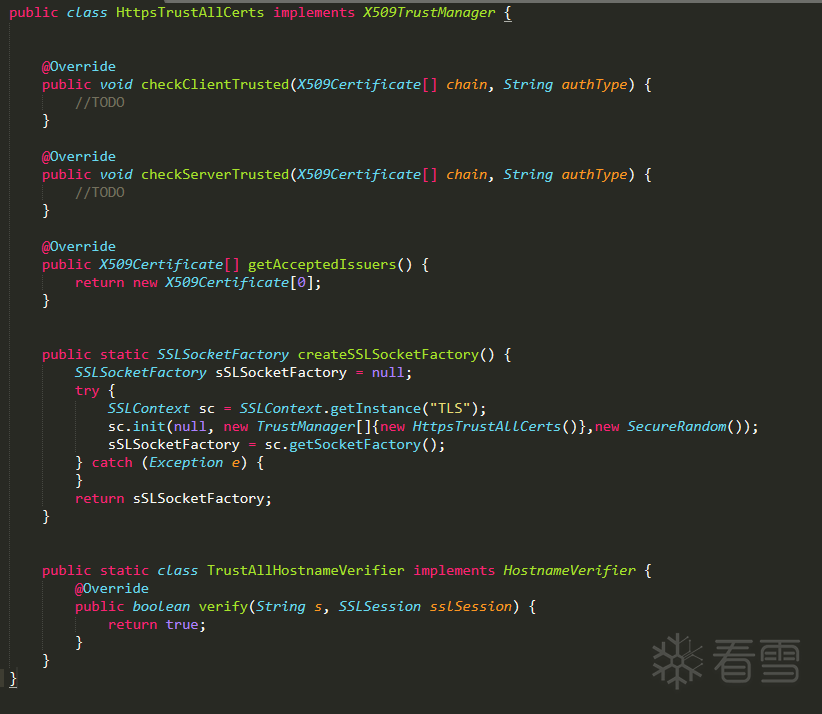 public class HttpsTrustAllCerts implements X509TrustManager {
@Override
public void checkClientTrusted(X509Certificate[] chain, String authType) {
//TODO
}
@Override
public void checkServerTrusted(X509Certificate[] chain, String authType) {
//TODO
}
@Override
public X509Certificate[] getAcceptedIssuers() {
return new X509Certificate[0];
}
public static SSLSocketFactory createSSLSocketFactory() {
SSLSocketFactory sSLSocketFactory = null;
try {
SSLContext sc = SSLContext.getInstance("TLS");
sc.init(null, new TrustManager[]{new HttpsTrustAllCerts()},new SecureRandom());
sSLSocketFactory = sc.getSocketFactory();
} catch (Exception e) {
}
return sSLSocketFactory;
}
public static class TrustAllHostnameVerifier implements HostnameVerifier {
@Override
public boolean verify(String s, SSLSession sslSession) {
return true;
}
}
}
看雪